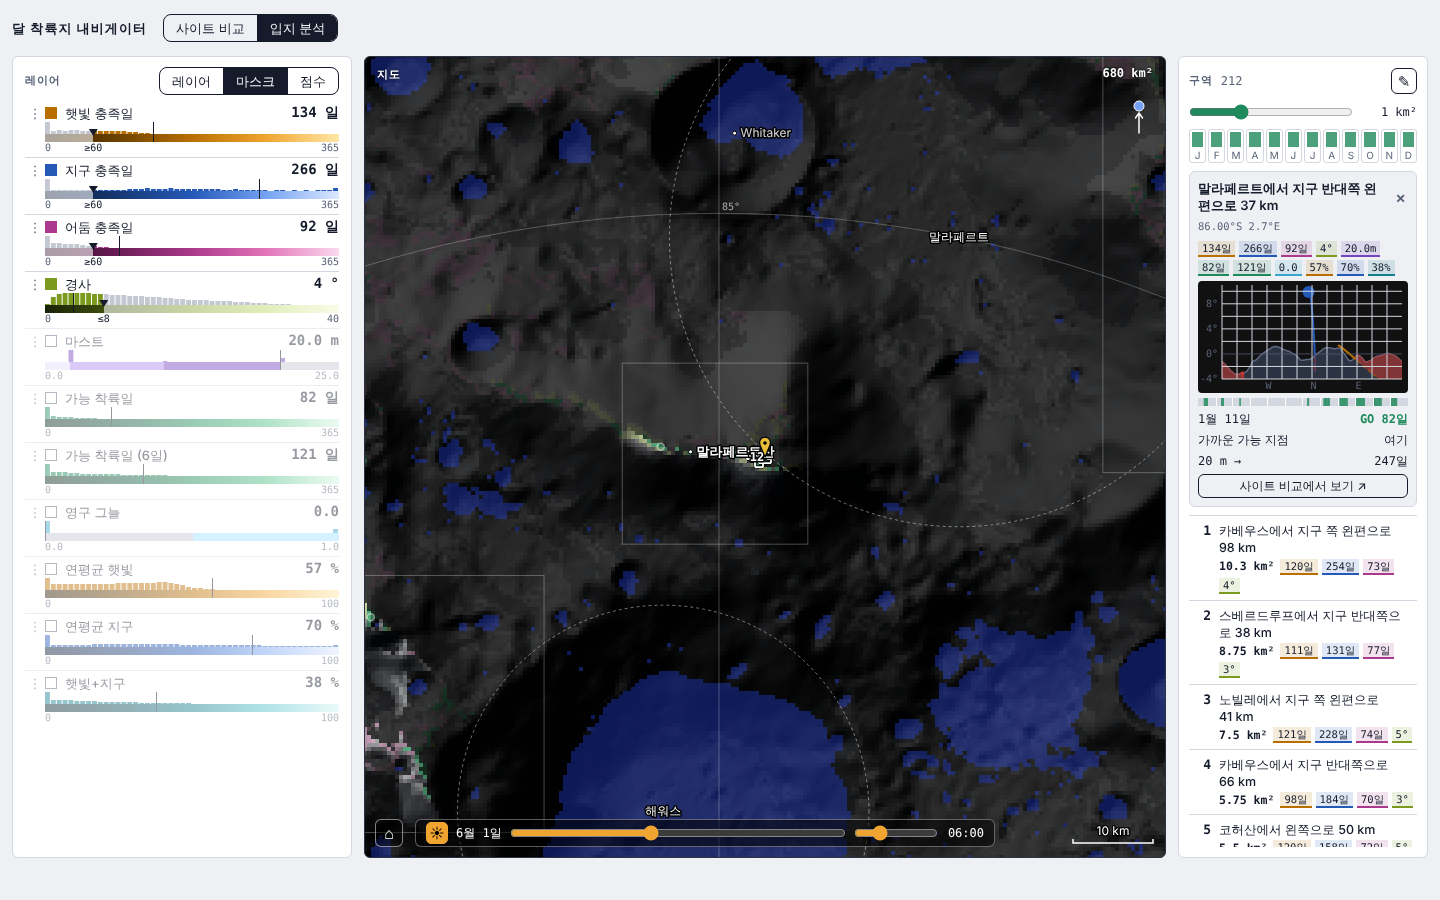 달 착륙지 내비게이터
사이트 비교
입지 분석
레이어
레이어
마스크
점수
햇빛 충족일
134 일
0
≥60
365
지구 충족일
266 일
0
≥60
365
어둠 충족일
92 일
0
≥60
365
경사
4 °
0
≤8
40
마스트
20.0 m
0.0
25.0
가능 착륙일
82 일
0
365
가능 착륙일 (6일)
121 일
0
365
영구 그늘
0.0
0.0
1.0
연평균 햇빛
57 %
0
100
연평균 지구
70 %
0
100
햇빛+지구
38 %
0
100
지도
680 km²
Whitaker
85°
말라페르트
12
해워스
⌂
6월 1일
06:00
10 km
구역 212
✎
1 km²
J F M A M J J A S O N D
말라페르트에서 지구 반대쪽 왼
편으로 37 km
×
86.00°S 2.7°E
134일 266일 92일 4° 20.0m
82일 121일 0.0 57% 70% 38%
8°
4°
0°
-4°
W N E
1월 11일
GO 82일
가까운 가능 지점
여기
20 m →
247일
사이트 비교에서 보기 ↗
1 카베우스에서 지구 쪽 왼편으로
98 km
10.3 km² 120일 254일 73일
4°
2 스베르드루프에서 지구 반대쪽으
로 38 km
8.75 km² 111일 131일 77일
3°
3 노빌레에서 지구 쪽 왼편으로
41 km
7.5 km² 121일 228일 74일 5°
4 카베우스에서 지구 반대쪽으로
66 km
5.75 km² 98일 184일 70일 3°
5 코허산에서 왼쪽으로 50 km